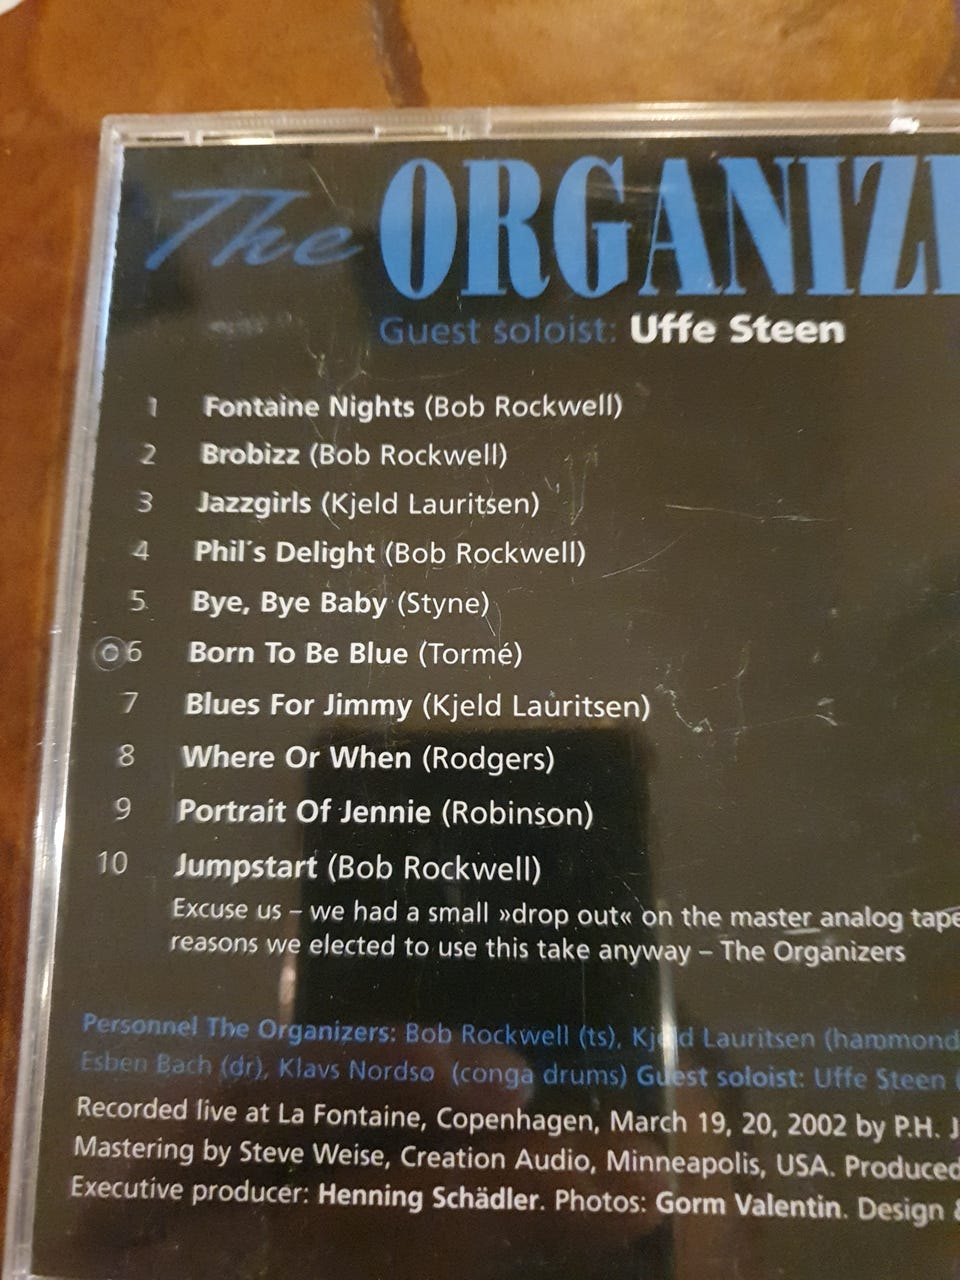 The ORGANIZ
Guest soloist: Uffe Steen
1 Fontaine Nights (Bob Rockwell)
2 Brobizz (Bob Rockwell)
3 Jazzgirls (Kjeld Lauritsen)
4 Phil´s Delight (Bob Rockwell)
5 Bye, Bye Baby (Styne)
6 Born To Be Blue (Tormé)
7 Blues For Jimmy (Kjeld Lauritsen)
8 Where Or When (Rodgers)
9 Portrait Of Jennie (Robinson)
10 Jumpstart (Bob Rockwell)
Excuse us – we had a small »drop out« on the master analog tape
reasons we elected to use this take anyway – The Organizers
Personnel The Organizers: Bob Rockwell (ts), Kjeld Lauritsen (hammond
Esben Bach (dr), Klavs Nordsø (conga drums) Guest soloist: Uffe Steen (
Recorded live at La Fontaine, Copenhagen, March 19, 20, 2002 by P.H. J
Mastering by Steve Weise, Creation Audio, Minneapolis, USA. Produced
Executive producer: Henning Schädler. Photos: Gorm Valentin. Design &